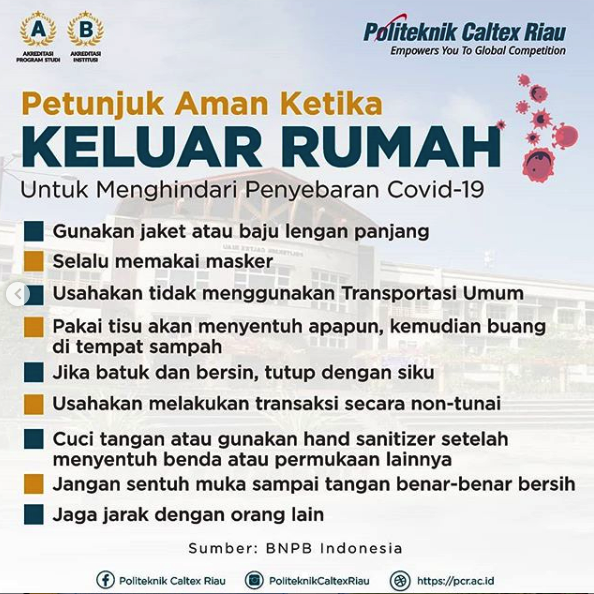 A
B
AKREDITASI
PROGRAM STUDI
AKREDITASI
INSTITUSI
Politeknik Caltex Riau
Empowers You To Global Competition
Petunjuk Aman Ketika
KELUAR RUMAH
Untuk Menghindari Penyebaran Covid-19
Gunakan jaket atau baju lengan panjang
Selalu memakai masker
Usahakan tidak menggunakan Transportasi Umum
Pakai tisu akan menyentuh apapun, kemudian buang
di tempat sampah
Jika batuk dan bersin, tutup dengan siku
Usahakan melakukan transaksi secara non-tunai
Cuci tangan atau gunakan hand sanitizer setelah
menyentuh benda atau permukaan lainnya
Jangan sentuh muka sampai tangan benar-benar bersih
Jaga jarak dengan orang lain
Sumber: BNPB Indonesia
Politeknik Caltex Riau
PoliteknikCaltexRiau
https://pcr.ac.id